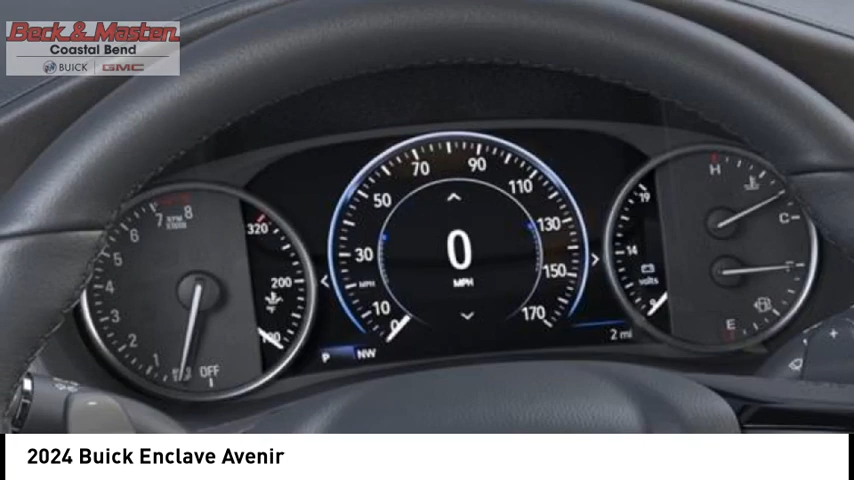 Beck & Masten
Coastal Bend
BUICK | GMC
70
90
50
110
30
130
10
150
0
170
MPH
0
MPH
6
7
8
RPM
X1000
5
4
3
2
1
OFF
320
200
100
19
14
volts
9
H
C
E
P
NW
2 mi
2024 Buick Enclave Avenir